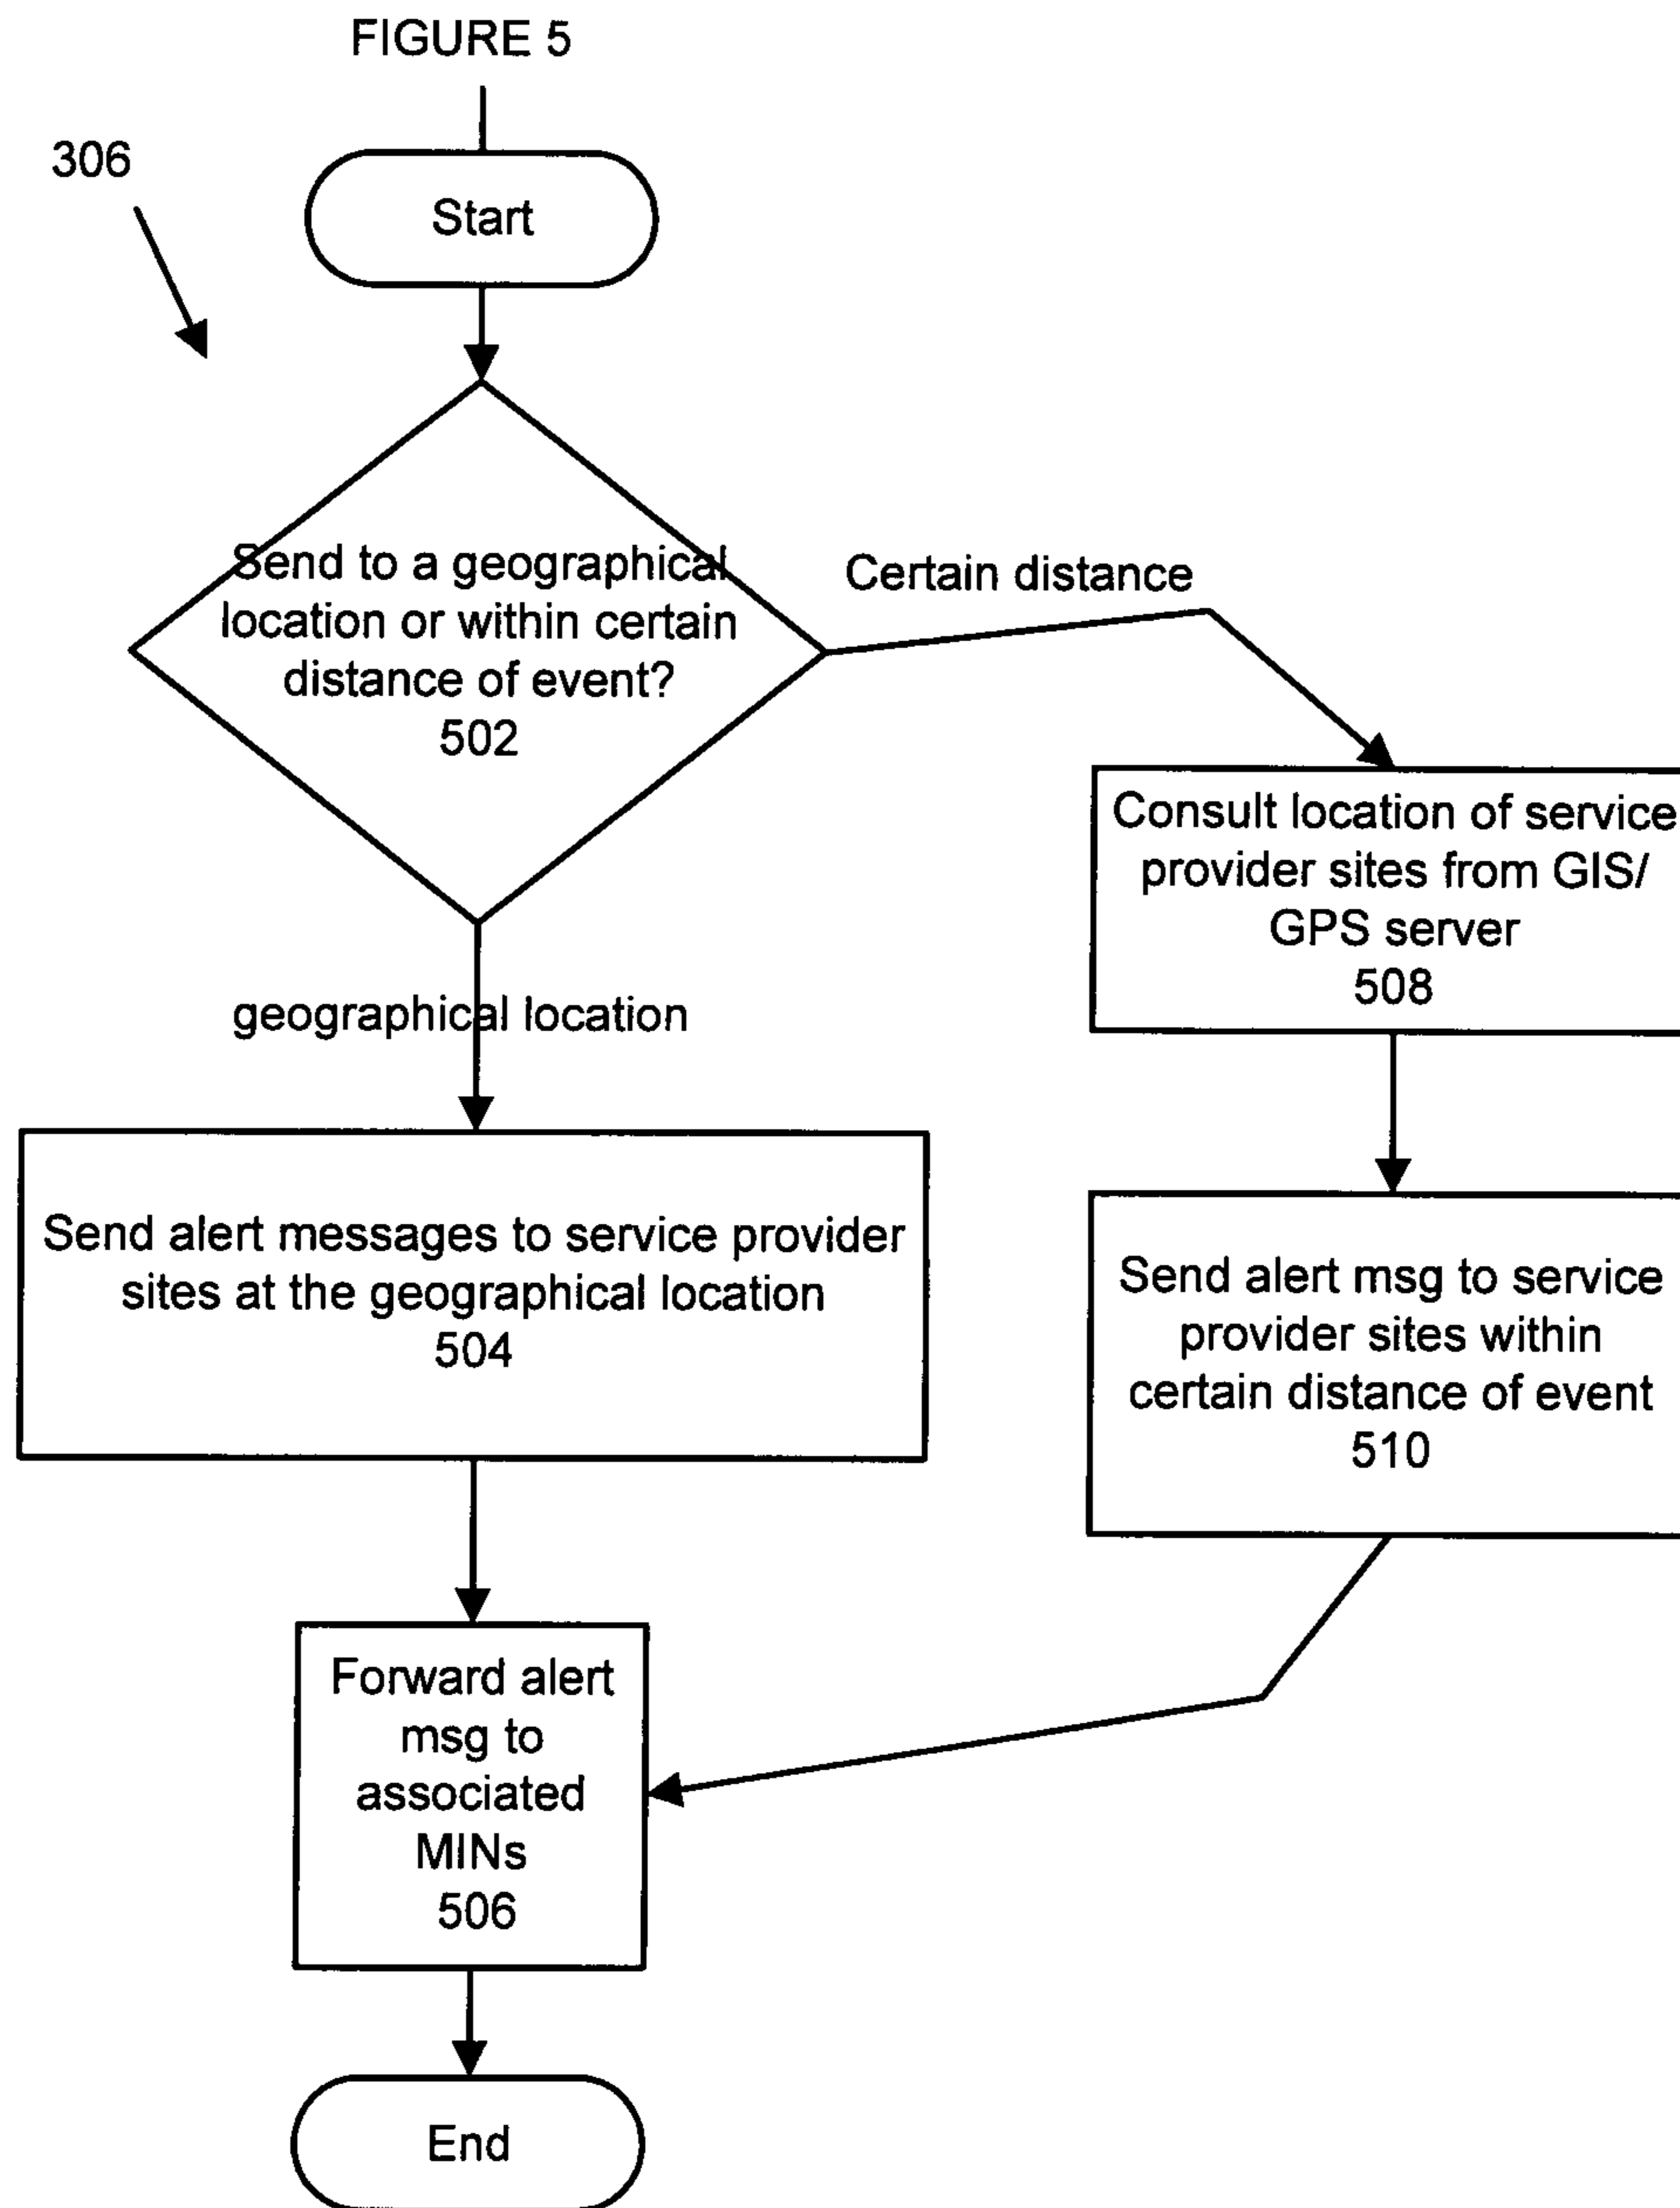 FIGURE 5
306
Start
Send to a geographical
location or within certain
distance of event?
502
Certain distance
geographical location
Consult location of service
provider sites from GIS/
GPS server
508
Send alert messages to service provider
sites at the geographical location
504
Send alert msg to service
provider sites within
certain distance of event
510
Forward alert
msg to
associated
MINs
506
End